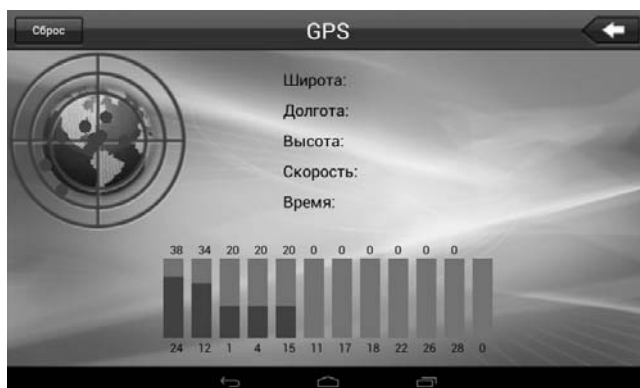 Сброс
GPS
Широта:
Долгота:
Высота:
Скорость:
Время:
38 34 20 20 20 0 0 0 0 0 0
24 12 1 4 15 11 17 18 22 26 28 0